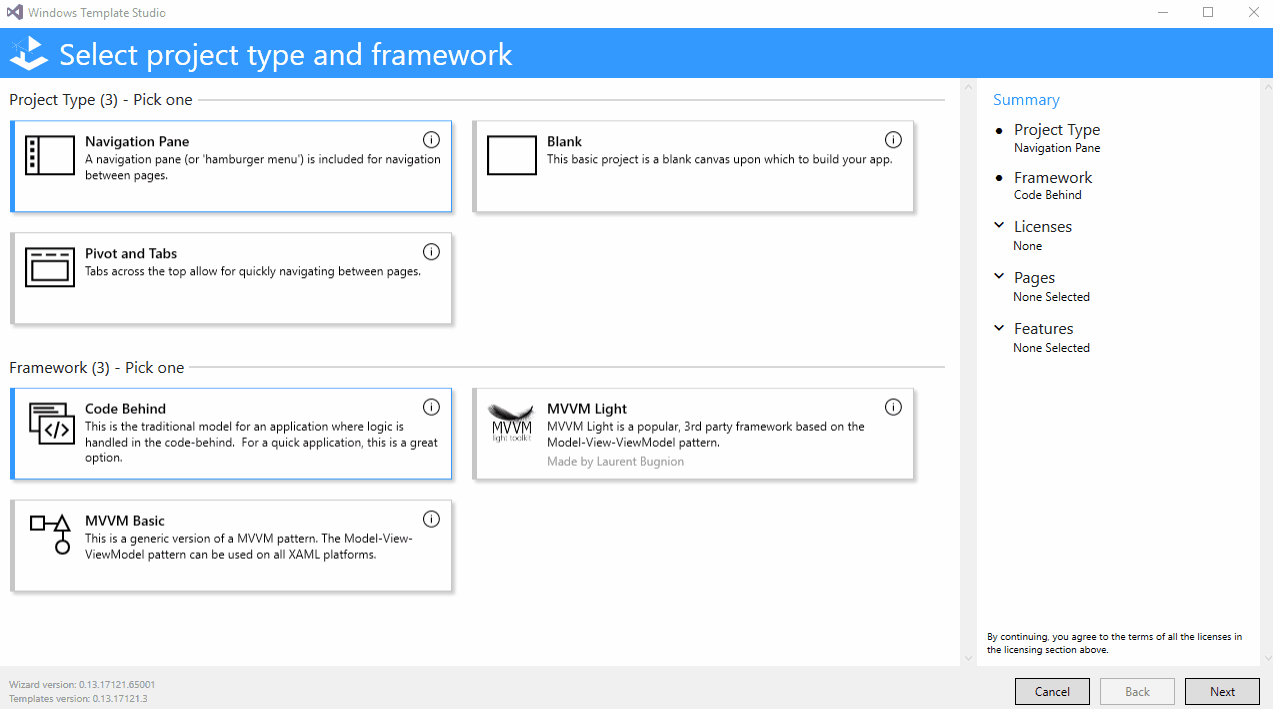 Windows Template Studio
Select project type and framework
Project Type (3) - Pick one
Navigation Pane
A navigation pane (or 'hamburger menu') is included for navigation
between pages.
Blank
This basic project is a blank canvas upon which to build your app.
Pivot and Tabs
Tabs across the top allow for quickly navigating between pages.
Framework (3) - Pick one
Code Behind
This is the traditional model for an application where logic is
handled in the code-behind.  For a quick application, this is a great
option.
MVVM
light toolkit
MVVM Light
MVVM Light is a popular, 3rd party framework based on the
Model-View-ViewModel pattern.
Made by Laurent Bugnion
MVVM Basic
This is a generic version of a MVVM pattern. The Model-View-
ViewModel pattern can be used on all XAML platforms.
Summary
Project Type
Navigation Pane
Framework
Code Behind
Licenses
None
Pages
None Selected
Features
None Selected
By continuing, you agree to the terms of all the licenses in
the licensing section above.
Wizard version: 0.13.17121.65001
Templates version: 0.13.17121.3
Cancel
Back
Next